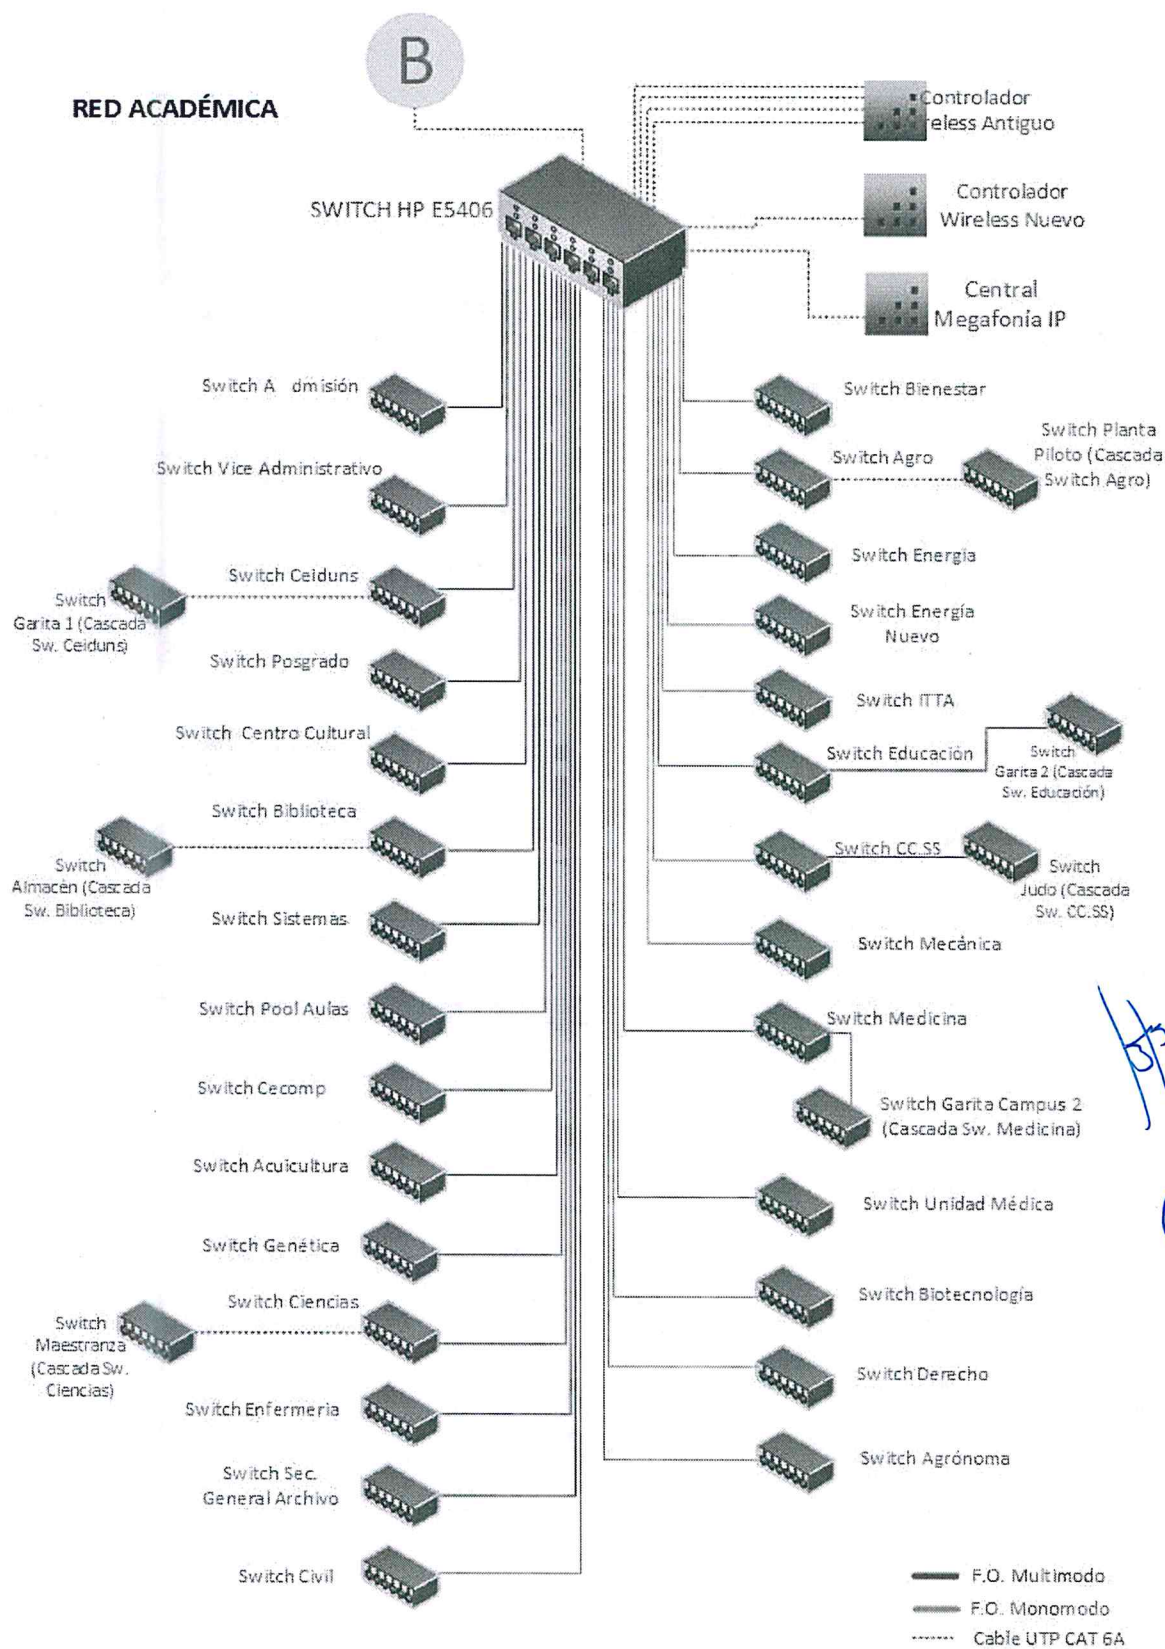 B
RED ACADÉMICA
Controlador
reless Antiguo
SWITCH HP E5406
Controlador
Wireless Nuevo
Central
Megafonía IP
Switch A dmisión
Switch Vice Administrativo
Switch Ceiduns
Switch
Garita 1 (Cascada
Sw. Ceiduns)
Switch Posgrado
Switch Centro Cultural
Switch Biblioteca
Switch
Almacén (Cascada
Sw. Biblioteca)
Switch Sistemas
Switch Pool Aulas
Switch Cecomp
Switch Acuicultura
Switch Genética
Switch Ciencias
Switch
Maestranza
(Cascada Sw.
Ciencias)
Switch Enfermeria
Switch Sec.
General Archivo
Switch Civil
Switch Bienestar
Switch Agro
Switch Planta
Piloto (Cascada
Switch Agro)
Switch Energía
Switch Energía
Nuevo
Switch ITTA
Switch Educación
Switch
Garita 2 (Cascada
Sw. Educación)
Switch CC.SS
Switch
Judo (Cascada
Sw. CC.SS)
Switch Mecánica
Switch Medicina
Switch Garita Campus 2
(Cascada Sw. Medicina)
Switch Unidad Médica
Switch Biotecnología
Switch Derecho
Switch Agrónoma
F.O. Multimodo
F.O. Monomodo
Cable UTP CAT 6A